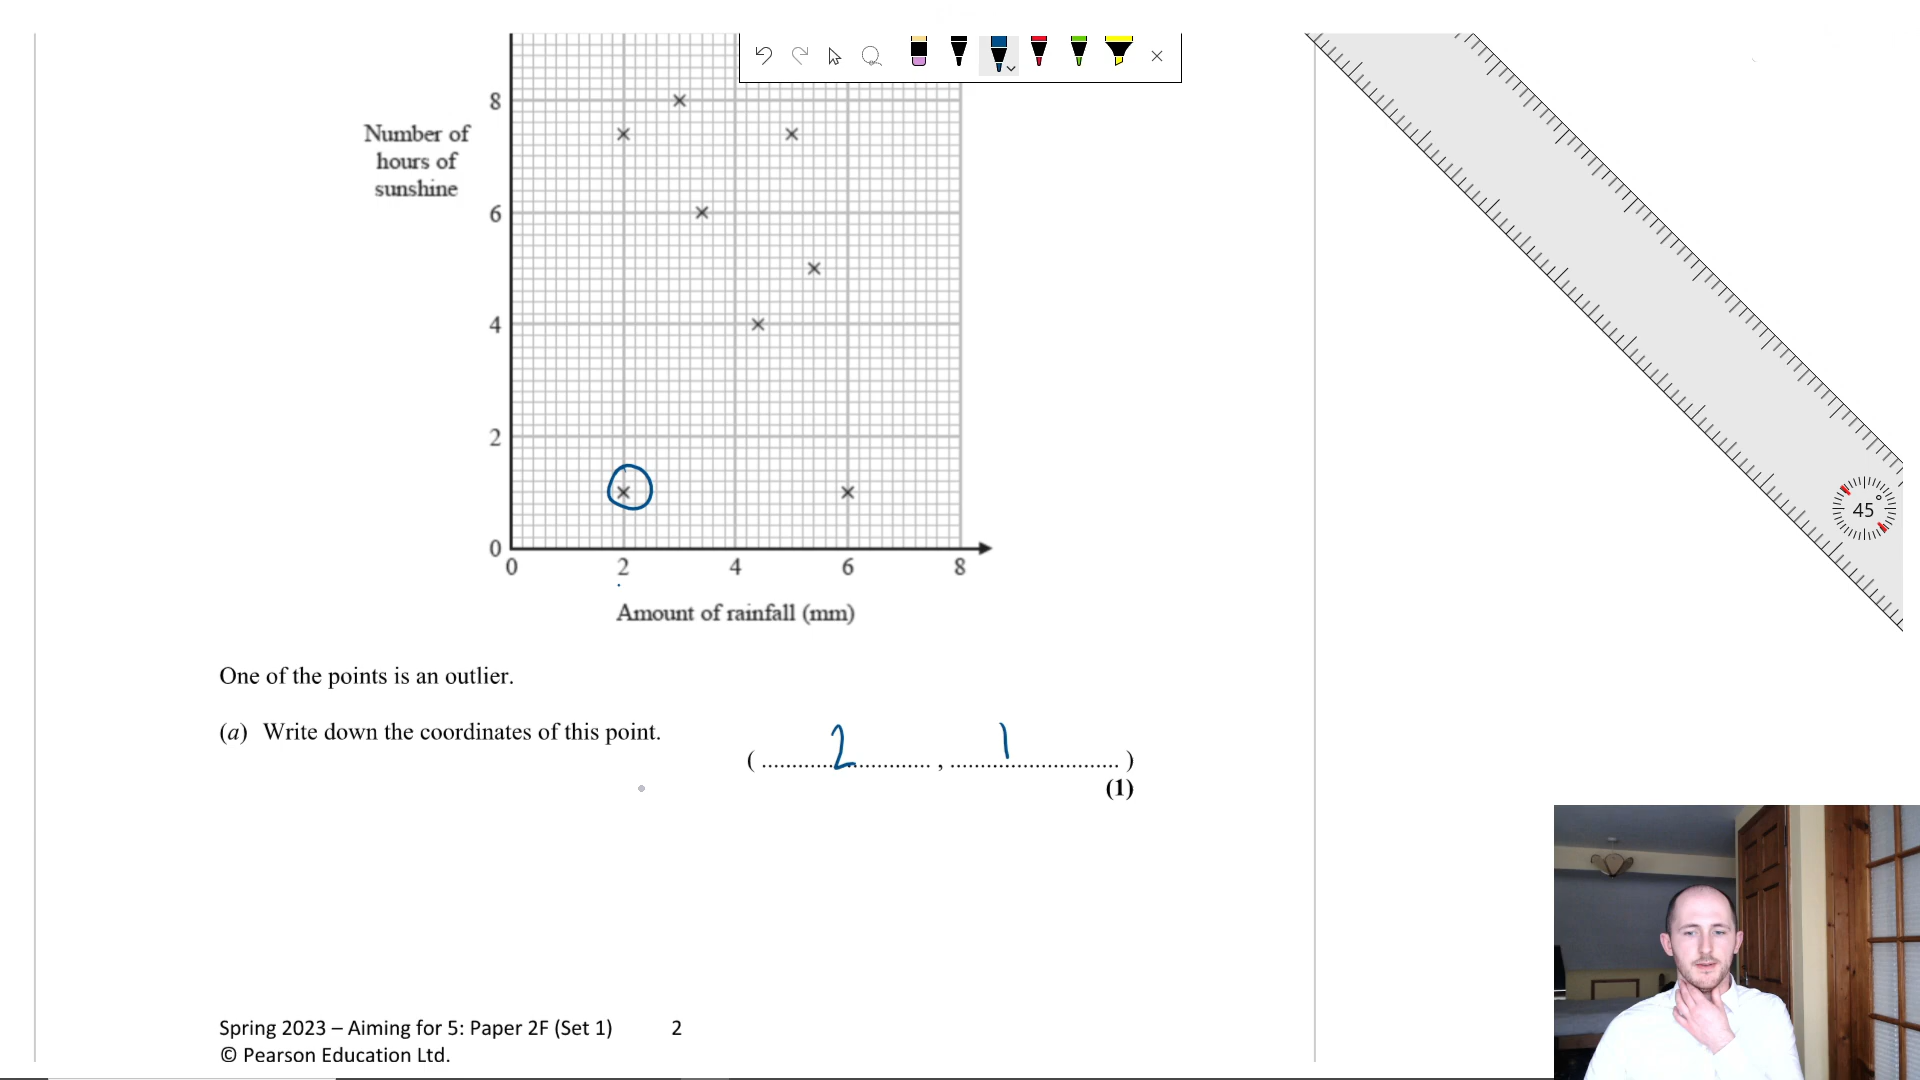 8
Number of
hours of
sunshine
6
4
2
0
0 2 4 6 8
Amount of rainfall (mm)
45°
One of the points is an outlier.
(a) Write down the coordinates of this point.
( ............2............ , ............1............ )
(1)
Spring 2023 – Aiming for 5: Paper 2F (Set 1) 2
© Pearson Education Ltd.